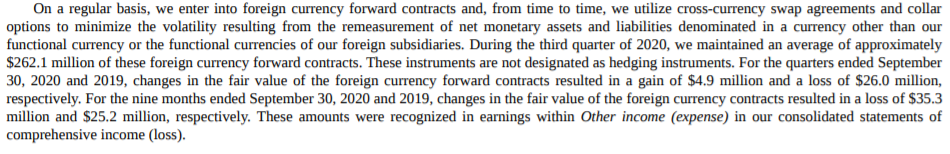 On a regular basis, we enter into foreign currency forward contracts and, from time to time, we utilize cross-currency swap agreements and collar
options to minimize the volatility resulting from the remeasurement of net monetary assets and liabilities denominated in a currency other than our
functional currency or the functional currencies of our foreign subsidiaries. During the third quarter of 2020, we maintained an average of approximately
$262.1 million of these foreign currency forward contracts. These instruments are not designated as hedging instruments. For the quarters ended September
30, 2020 and 2019, changes in the fair value of the foreign currency forward contracts resulted in a gain of $4.9 million and a loss of $26.0 million,
respectively. For the nine months ended September 30, 2020 and 2019, changes in the fair value of the foreign currency contracts resulted in a loss of $35.3
million and $25.2 million, respectively. These amounts were recognized in earnings within Other income (expense) in our consolidated statements of
comprehensive income (loss).